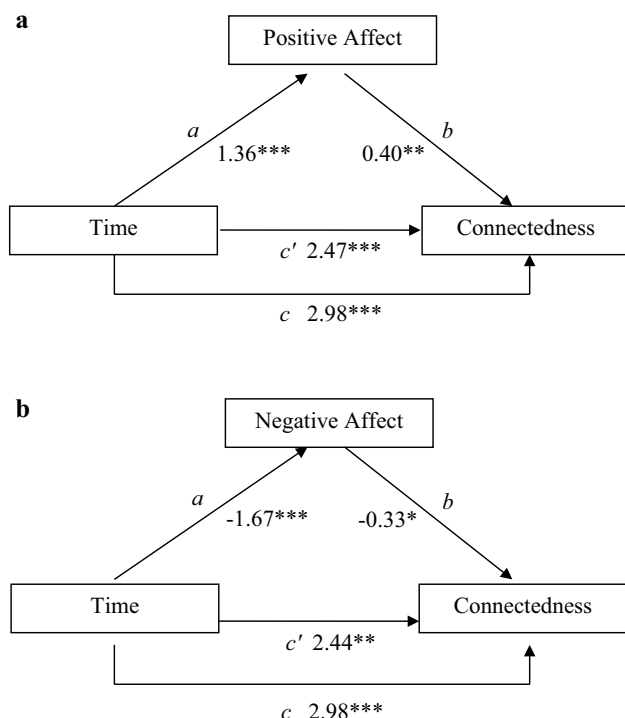 a
Positive Affect
a
b
1.36***
0.40**
Time
Connectedness
c′ 2.47***
c 2.98***
b
Negative Affect
a
b
-1.67***
-0.33*
Time
Connectedness
c′ 2.44**
c 2.98***